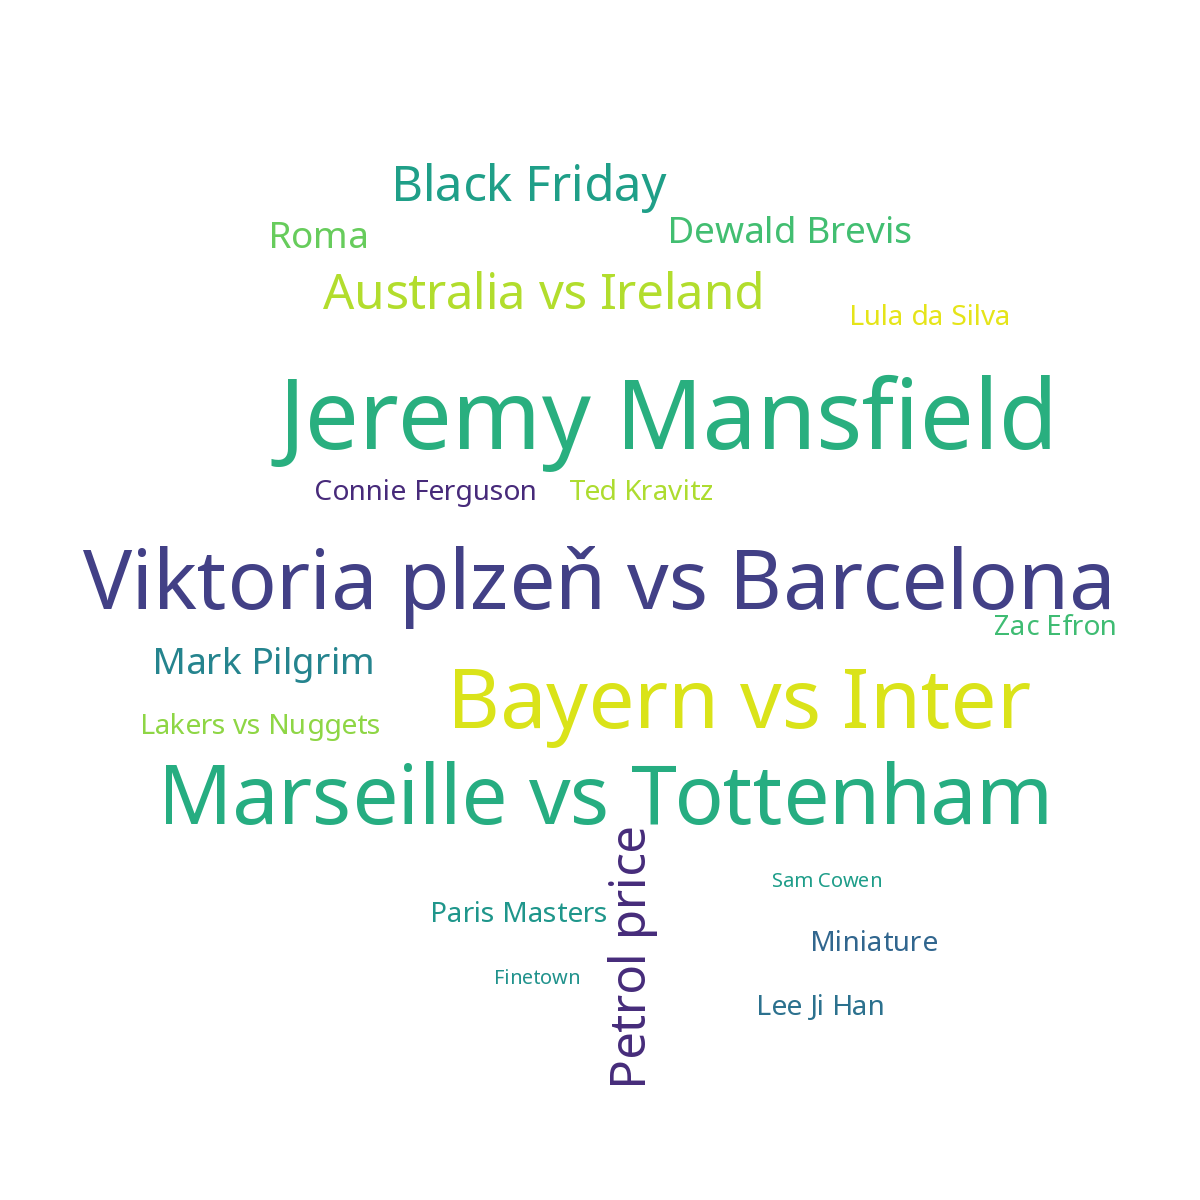 Black Friday
Roma
Dewald Brevis
Australia vs Ireland
Lula da Silva
Jeremy Mansfield
Connie Ferguson
Ted Kravitz
Viktoria plzeň vs Barcelona
Zac Efron
Mark Pilgrim
Bayern vs Inter
Lakers vs Nuggets
Marseille vs Tottenham
Petrol price
Sam Cowen
Paris Masters
Miniature
Finetown
Lee Ji Han